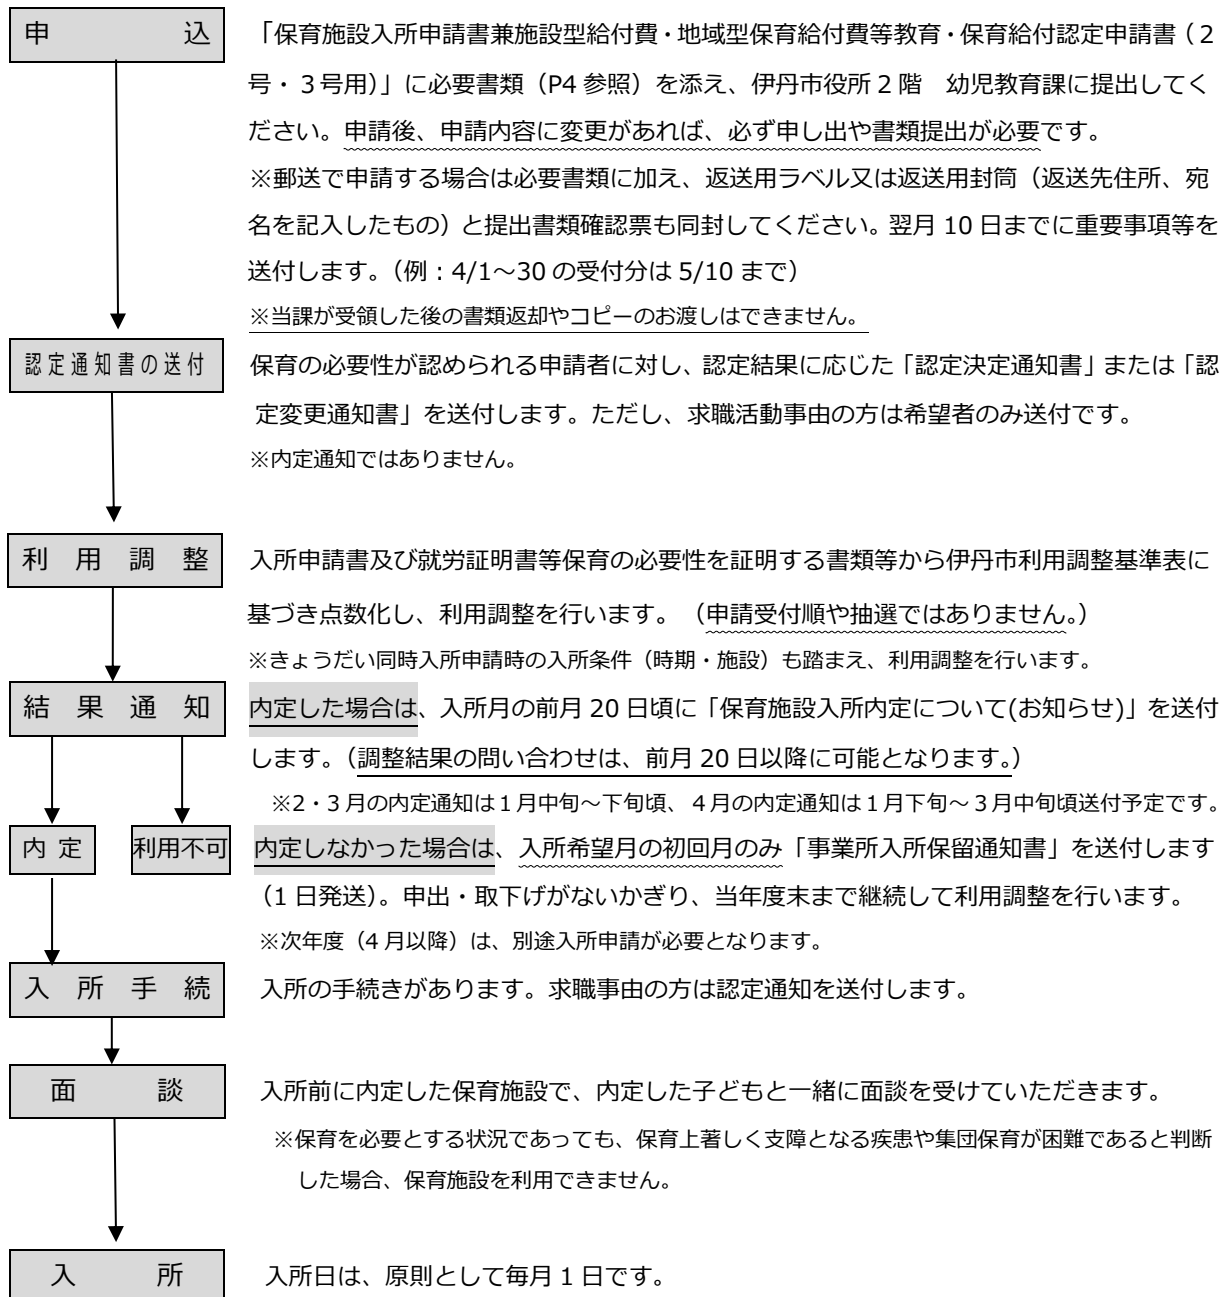 申 込
「保育施設入所申請書兼施設型給付費・地域型保育給付費等教育・保育給付認定申請書（２
号・３号用）」に必要書類（P4 参照）を添え、伊丹市役所２階　幼児教育課に提出してく
ださい。申請後、申請内容に変更があれば、必ず申し出や書類提出が必要です。
※郵送で申請する場合は必要書類に加え、返送用ラベル又は返送用封筒（返送先住所、宛
名を記入したもの）と提出書類確認票も同封してください。翌月 10 日までに重要事項等を
送付します。（例：4/1～30 の受付分は 5/10 まで）
※当課が受領した後の書類返却やコピーのお渡しはできません。
認定通知書の送付
保育の必要性が認められる申請者に対し、認定結果に応じた「認定決定通知書」または「認
定変更通知書」を送付します。ただし、求職活動事由の方は希望者のみ送付です。
※内定通知ではありません。
利 用 調 整
入所申請書及び就労証明書等保育の必要性を証明する書類等から伊丹市利用調整基準表に
基づき点数化し、利用調整を行います。（申請受付順や抽選ではありません。）
※きょうだい同時入所申請時の入所条件（時期・施設）も踏まえ、利用調整を行います。
結 果 通 知
内定した場合は、入所月の前月 20 日頃に「保育施設入所内定について(お知らせ)」を送付
します。（調整結果の問い合わせは、前月 20 日以降に可能となります。）
※2・３月の内定通知は１月中旬～下旬頃、４月の内定通知は１月下旬～３月中旬頃送付予定です。
内 定
利用不可
内定しなかった場合は、入所希望月の初回月のみ「事業所入所保留通知書」を送付します
（1 日発送）。申出・取下げがないかぎり、当年度末まで継続して利用調整を行います。
※次年度（4 月以降）は、別途入所申請が必要となります。
入 所 手 続
入所の手続きがあります。求職事由の方は認定通知を送付します。
面 談
入所前に内定した保育施設で、内定した子どもと一緒に面談を受けていただきます。
※保育を必要とする状況であっても、保育上著しく支障となる疾患や集団保育が困難であると判断
した場合、保育施設を利用できません。
入 所
入所日は、原則として毎月１日です。